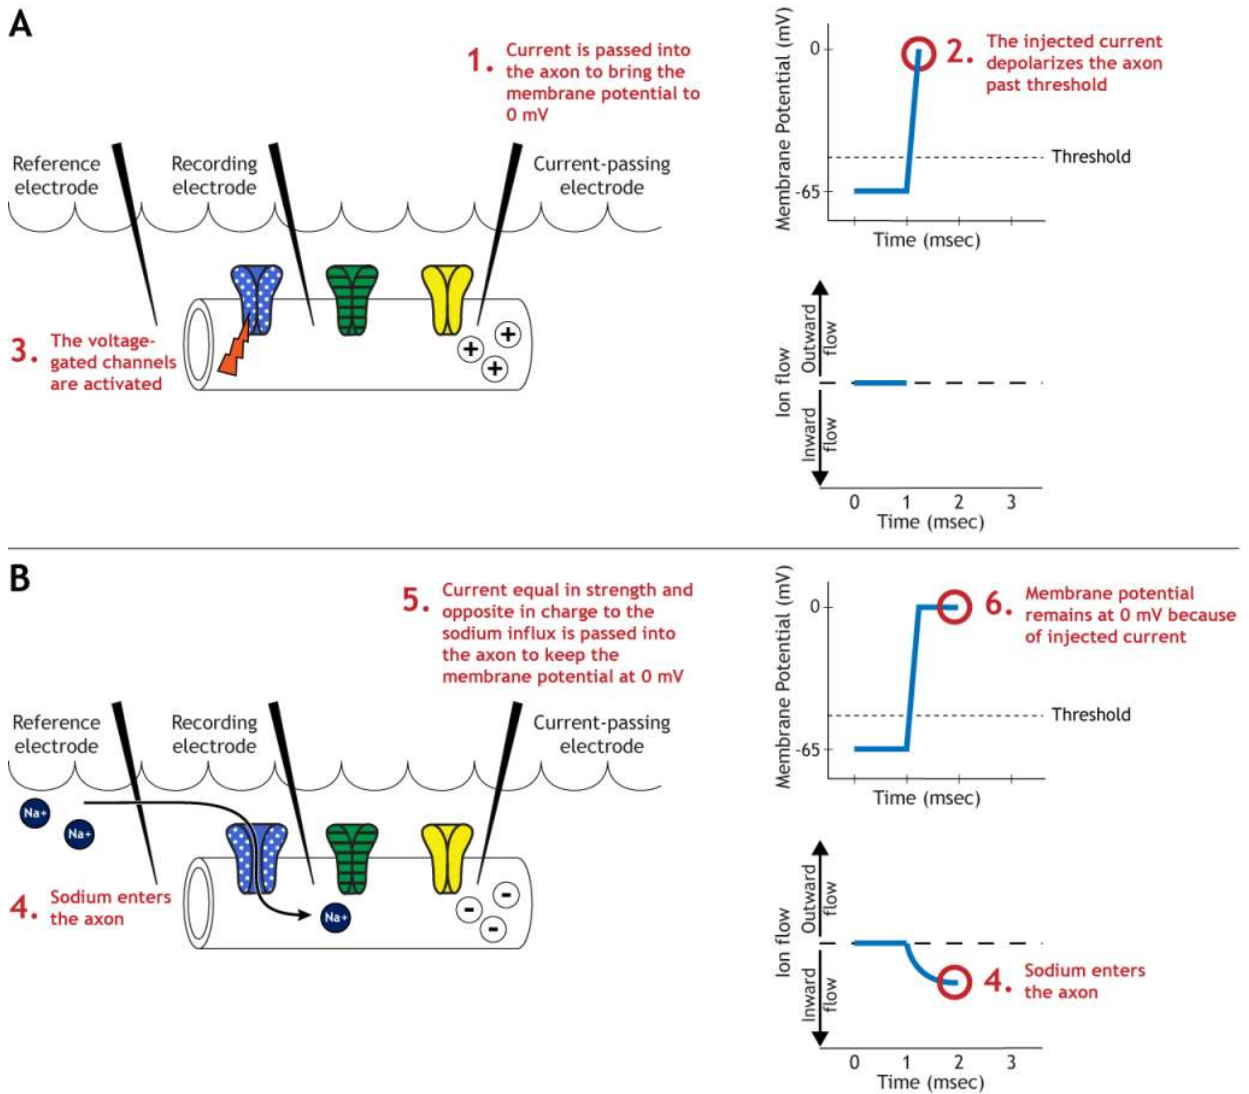 A
1. Current is passed into
the axon to bring the
membrane potential to
0 mV
Reference
electrode
Recording
electrode
Current-passing
electrode
3. The voltage-
gated channels
are activated
+
+
+
Membrane Potential (mV)
0
-65
2. The injected current
depolarizes the axon
past threshold
Threshold
Time (msec)
Ion flow
Outward
flow
Inward
flow
0 1 2 3
Time (msec)
B
5. Current equal in strength and
opposite in charge to the
sodium influx is passed into
the axon to keep the
membrane potential at 0 mV
Reference
electrode
Recording
electrode
Current-passing
electrode
Na+
Na+
4. Sodium enters
the axon
Na+
-
-
-
Membrane Potential (mV)
0
-65
6. Membrane potential
remains at 0 mV because
of injected current
Threshold
Time (msec)
Ion flow
Outward
flow
Inward
flow
4. Sodium enters
the axon
0 1 2 3
Time (msec)